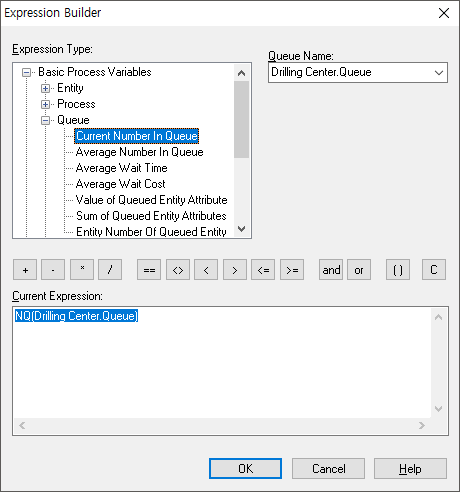 Expression Builder
Expression Type:
Basic Process Variables
Entity
Process
Queue
Current Number In Queue
Average Number In Queue
Average Wait Time
Average Wait Cost
Value of Queued Entity Attribute
Sum of Queued Entity Attributes
Entity Number Of Queued Entity
Queue Name:
Drilling Center.Queue
+ - * / == <> < > <= >= and or ( ) C
Current Expression:
NQ(Drilling Center.Queue)
OK Cancel Help